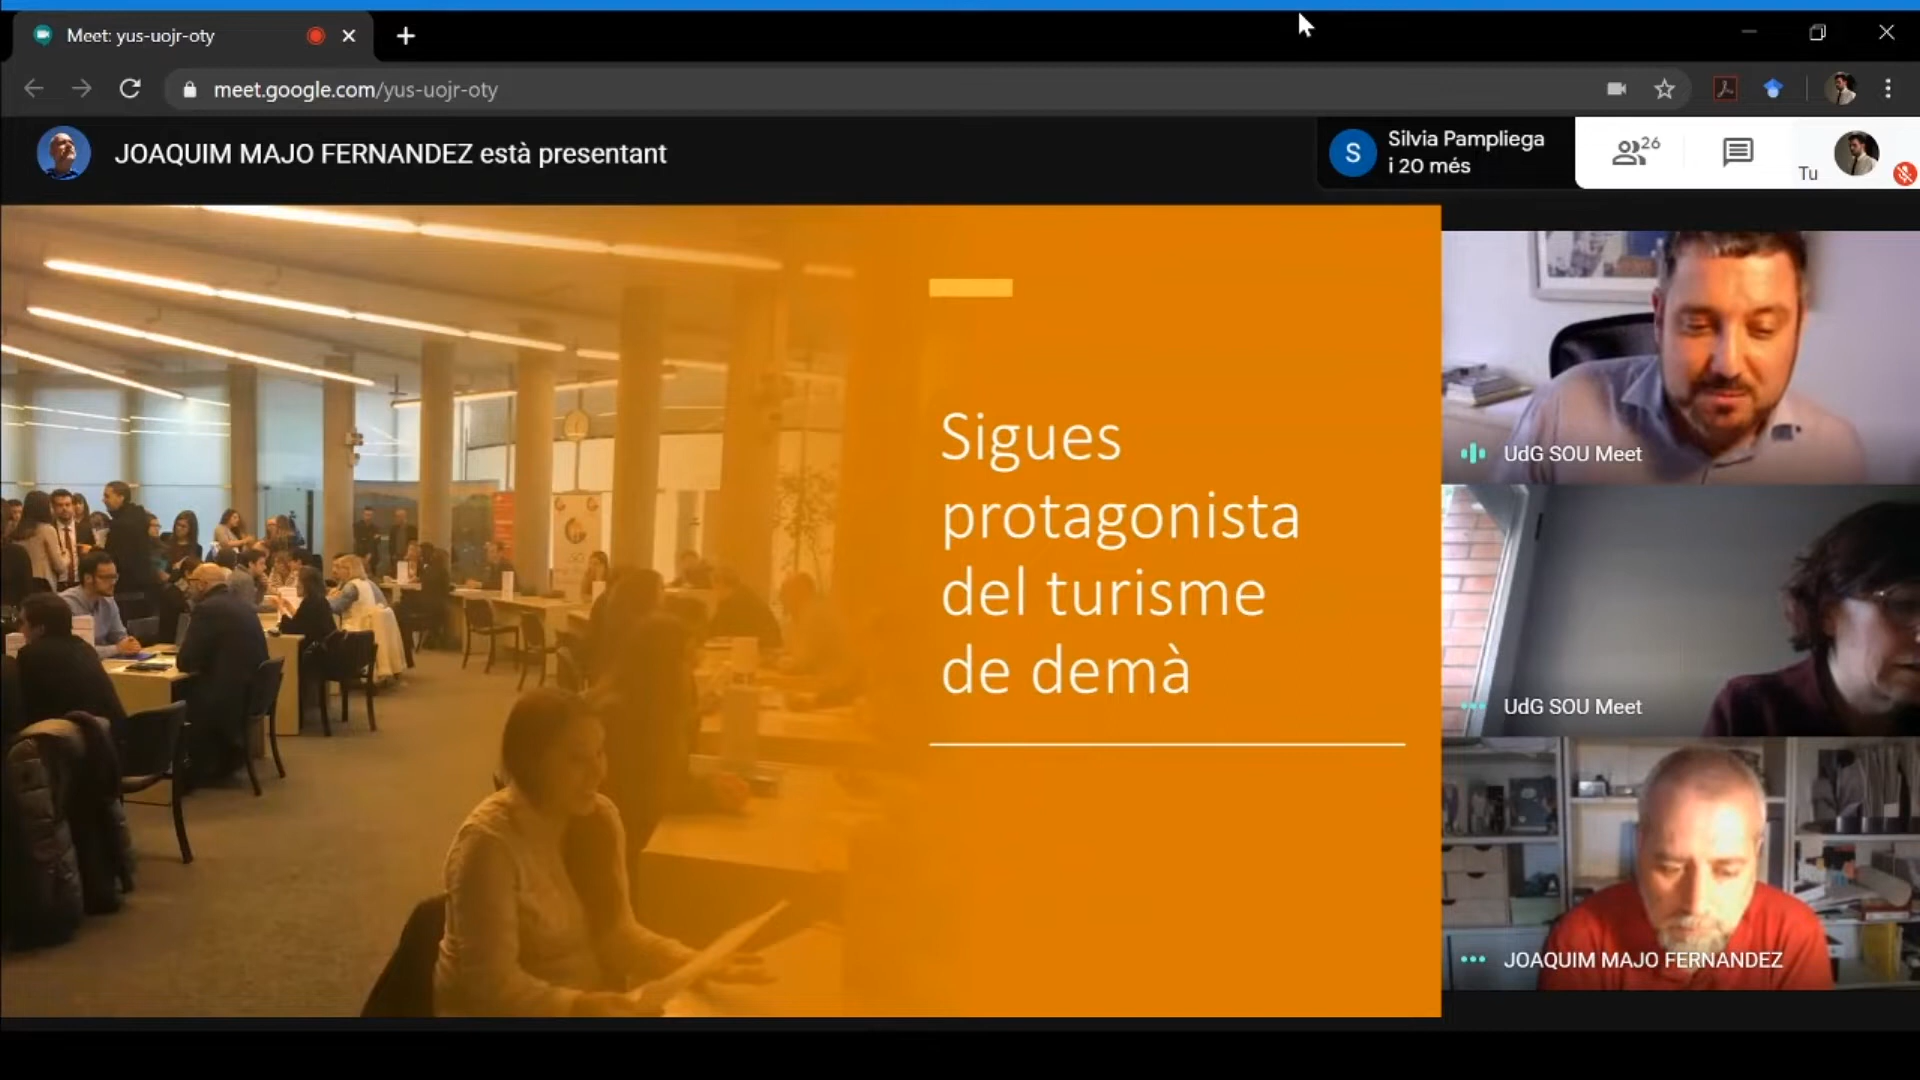 Meet: yus-uojr-oty
meet.google.com/yus-uojr-oty
JOAQUIM MAJO FERNANDEZ està presentant
S
Silvia Pampliega
i 20 més
26
Tu
Sigues
protagonista
del turisme
de demà
UdG SOU Meet
UdG SOU Meet
JOAQUIM MAJO FERNANDEZ